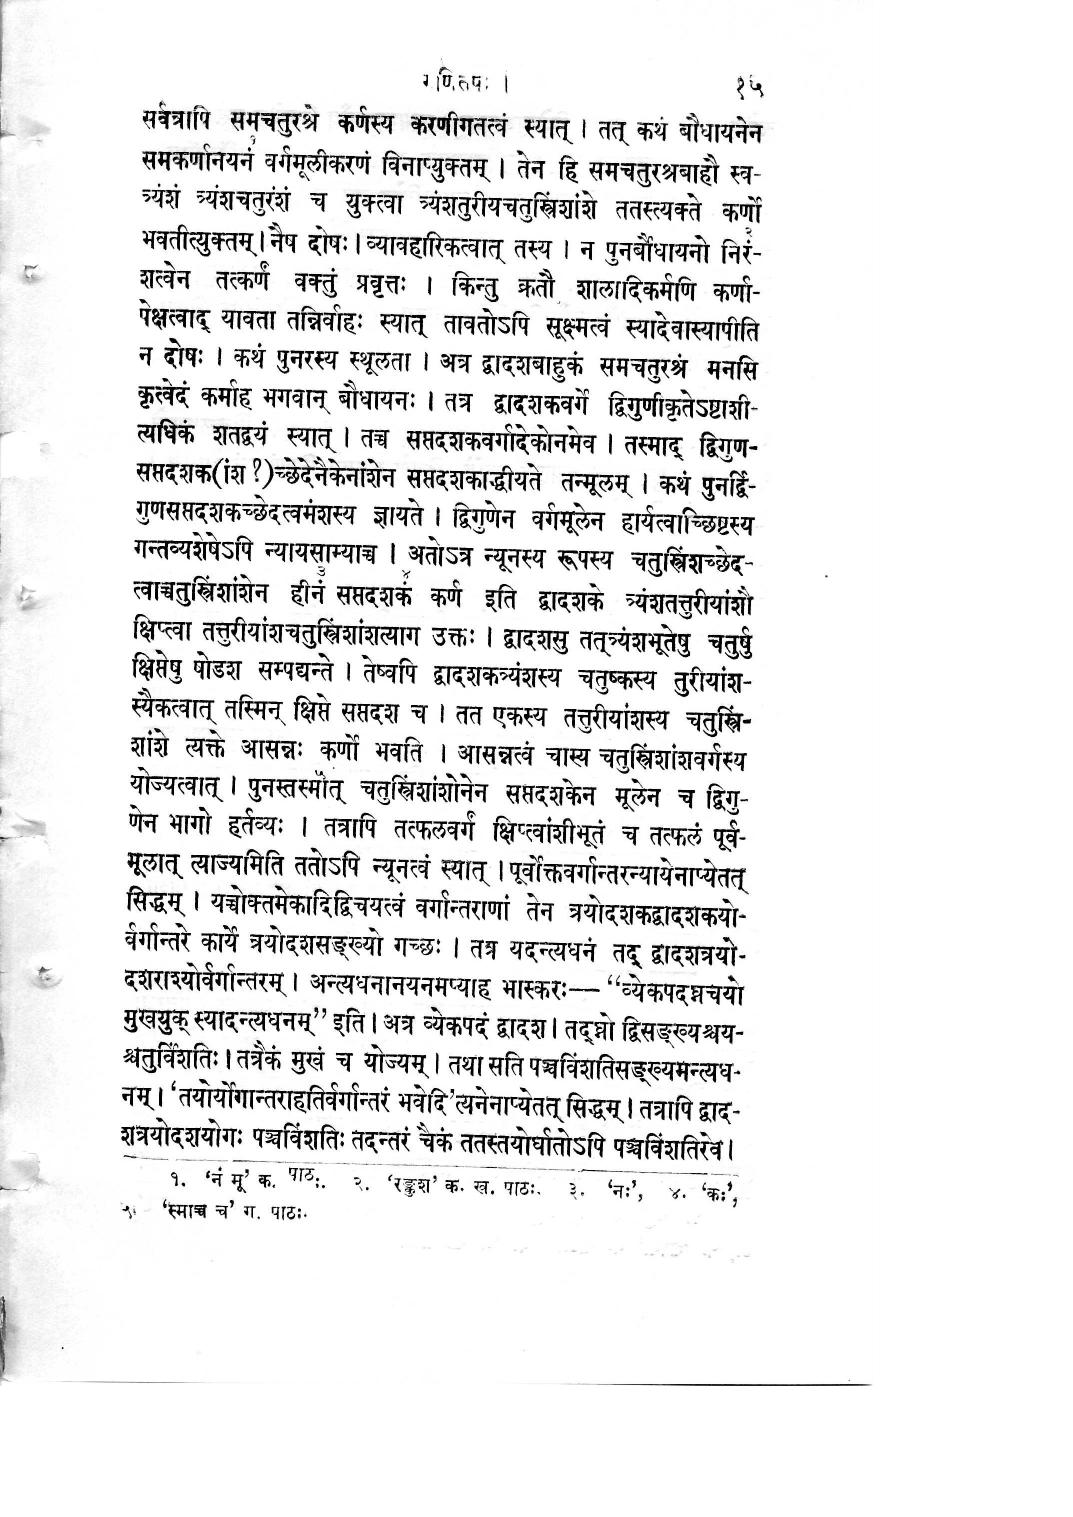 गणितपादः । १५
सर्वत्रापि समचतुरश्रे कर्णस्य करणीगतत्वं स्यात् । तत् कथं बौधायनेन
समकर्णानयनं वर्गमूलीकरणं विनाप्युक्तम् । तेन हि समचतुरश्रबाहौ स्व-
त्र्यंशं त्र्यंशचतुरंशं च युक्त्वा त्र्यंशतुरीयचतुस्त्रिंशांशे ततस्त्यक्ते कर्णो
भवतीत्युक्तम् । नैष दोषः । व्यावहारिकत्वात् तस्य । न पुनर्बौधायनो निरं-
शत्वेन तत्कर्णं वक्तुं प्रवृत्तः । किन्तु क्रतौ शालादिकर्मणि कर्णा-
पेक्षत्वाद् यावता तन्निर्वाहः स्यात् तावतोऽपि सूक्ष्मत्वं स्यादेवास्यापीति
न दोषः । कथं पुनरस्य स्थूलता । अत्र द्वादशबाहुकं समचतुरश्रं मनसि
कृत्वेदं कर्माह भगवान् बौधायनः । तत्र द्वादशकवर्गे द्विगुणीकृतेऽष्टाशी-
त्यधिकं शतद्वयं स्यात् । तच्च सप्तदशकवर्गादेकोनमेव । तस्माद् द्विगुण-
सप्तदशक(ांश ?)च्छेदेनैकेनांशेन सप्तदशकाद्धीयते तन्मूलम् । कथं पुनर्द्वि-
गुणसप्तदशकच्छेदत्वमंशस्य ज्ञायते । द्विगुणेन वर्गमूलेन हार्यत्वाच्छिष्टस्य
गन्तव्यशेषेऽपि न्यायसाम्याच्च । अतोऽत्र न्यूनस्य रूपस्य चतुस्त्रिंशच्छेद-
त्वाच्चतुस्त्रिंशांशेन हीनं सप्तदशकं कर्ण इति द्वादशके त्र्यंशतत्तुरीयांशौ
क्षिप्त्वा तत्तुरीयांशचतुस्त्रिंशांशत्याग उक्तः । द्वादशसु तत्त्र्यंशभूतेषु चतुर्षु
क्षिप्तेषु षोडश सम्पद्यन्ते । तेष्वपि द्वादशकत्र्यंशस्य चतुष्कस्य तुरीयांश-
स्यैकत्वात् तस्मिन् क्षिप्ते सप्तदश च । तत एकस्य तत्तुरीयांशस्य चतुस्त्रिं-
शांशे त्यक्ते आसन्नः कर्णो भवति । आसन्नत्वं चास्य चतुस्त्रिंशांशवर्गस्य
योज्यत्वात् । पुनस्तस्मात् चतुस्त्रिंशांशोनेन सप्तदशकेन मूलेन च द्विगु-
णेन भागो हर्तव्यः । तत्रापि तत्फलवर्गं क्षिप्त्वांशीभूतं च तत्फलं पूर्व-
मूलात् त्याज्यमिति ततोऽपि न्यूनत्वं स्यात् । पूर्वोक्तवर्गान्तरन्यायेनाप्येतत्
सिद्धम् । यच्चोक्तमेकादिद्विचयत्वं वर्गान्तराणां तेन त्रयोदशकद्वादशकयो-
र्वर्गान्तरे कार्ये त्रयोदशसङ्ख्यो गच्छः । तत्र यदन्त्यधनं तद् द्वादशत्रयो-
दशराश्योर्वर्गान्तरम् । अन्त्यधनानयनमप्याह भास्करः— “व्येकपदघ्नचयो
मुखयुक् स्यादन्त्यधनम्” इति । अत्र व्येकपदं द्वादश । तद्घ्नो द्विसङ्ख्यश्चय-
श्चतुर्विंशतिः । तत्रैकं मुखं च योज्यम् । तथा सति पञ्चविंशतिसङ्ख्यमन्त्यध-
नम् । ‘तयोर्योगान्तराहतिर्वर्गान्तरं भवेदि’त्यनेनाप्येतत् सिद्धम् । तत्रापि द्वाद-
शत्रयोदशयोगः पञ्चविंशतिः तदन्तरं चैकं ततस्तयोर्घातोऽपि पञ्चविंशतिरेव ।
१. ‘नं मू’ क. पाठः. २. ‘रङ्कुश’ क. ख. पाठः. ३. ‘नः’, ४. ‘कः’,
५. ‘स्माच्च च’ ग. पाठः.